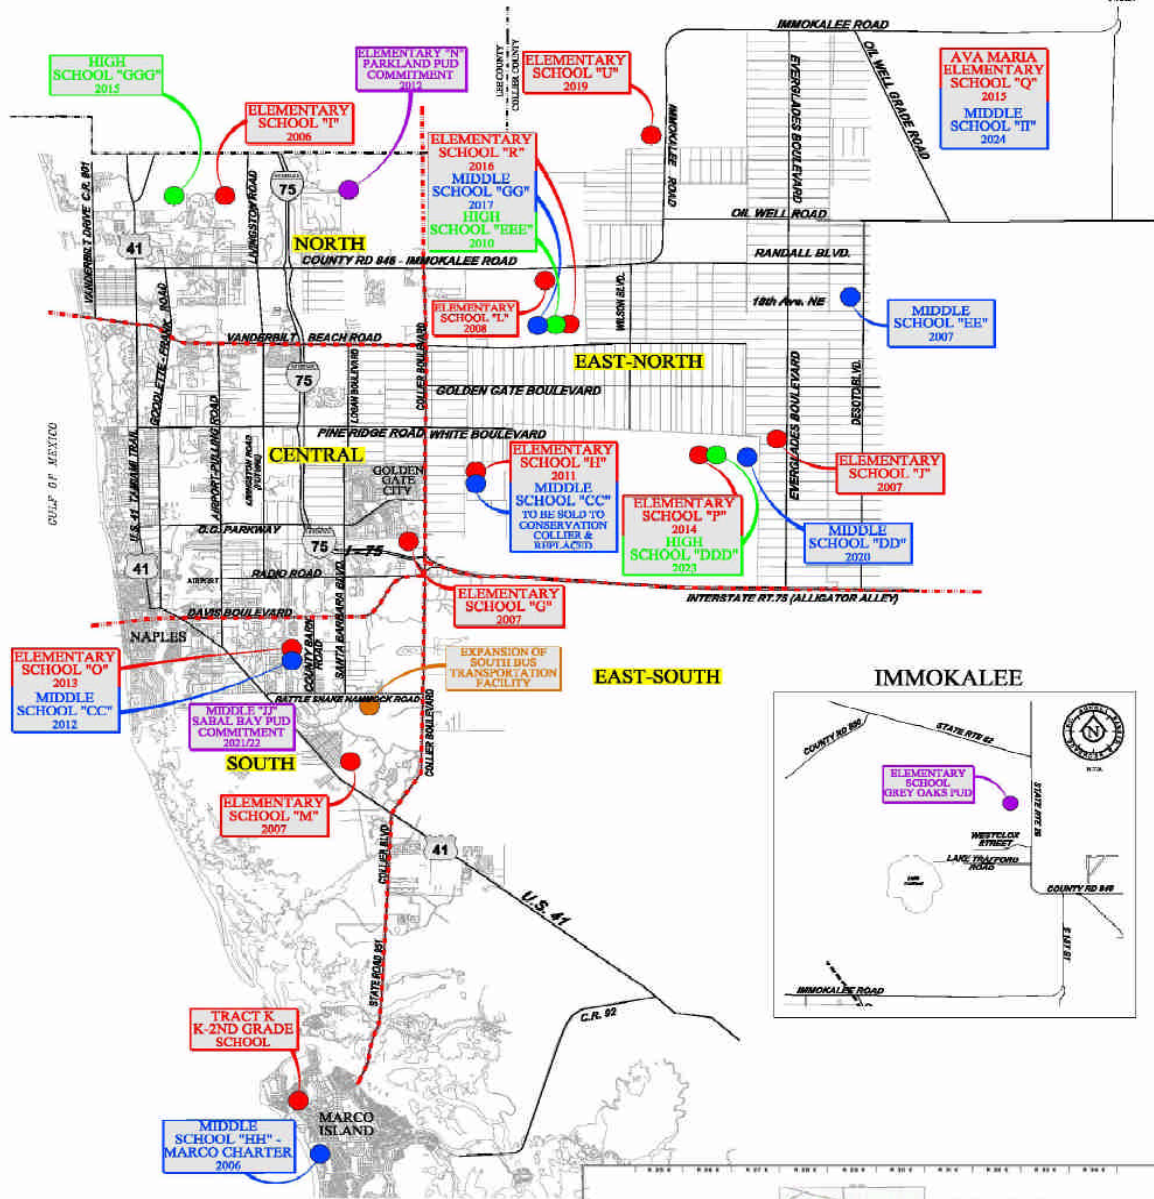 IMMOKALEE ROAD
HIGH
SCHOOL "GGG"
2015
ELEMENTARY "N"
PARKLAND PUD
COMMITMENT
2012
LEE COUNTY
COLLIER COUNTY
ELEMENTARY
SCHOOL "U"
2019
EVERGLADES BOULEVARD
OIL WELL GRADE ROAD
AVA MARIA
ELEMENTARY
SCHOOL "Q"
2015
MIDDLE
SCHOOL "II"
2024
ELEMENTARY
SCHOOL "I"
2006
ELEMENTARY
SCHOOL "R"
2016
MIDDLE
SCHOOL "GG"
2017
HIGH
SCHOOL "EEE"
2010
IMMOKALEE ROAD
VANDERBILT DRIVE C.R. 901
LIVINGSTON ROAD
75
41
NORTH
OIL WELL ROAD
COUNTY RD 846 - IMMOKALEE ROAD
RANDALL BLVD.
18th Ave. NE
ELEMENTARY
SCHOOL "L"
2008
WILSON BLVD.
MIDDLE
SCHOOL "EE"
2007
GOODLETTE - FRANK ROAD
VANDERBILT BEACH ROAD
COLLIER BOULEVARD
EAST-NORTH
75
LOGAN BOULEVARD
GOLDEN GATE BOULEVARD
EVERGLADES BOULEVARD
DESOTO BLVD.
GULF OF MEXICO
U.S. 41 TAMIAMI TRAIL
AIRPORT-PULLING ROAD
LIVINGSTON ROAD
(FUTURE)
PINE RIDGE ROAD
WHITE BOULEVARD
CENTRAL
GOLDEN
GATE
CITY
ELEMENTARY
SCHOOL "H"
2011
MIDDLE
SCHOOL "CC"
TO BE SOLD TO
CONSERVATION
COLLIER &
REPLACED
ELEMENTARY
SCHOOL "J"
2007
ELEMENTARY
SCHOOL "P"
2014
HIGH
SCHOOL "DDD"
2023
MIDDLE
SCHOOL "DD"
2020
G.G. PARKWAY
75
I - 75
41
AIRPORT
RADIO ROAD
ELEMENTARY
SCHOOL "G"
2007
INTERSTATE RT.75 (ALLIGATOR ALLEY)
DAVIS BOULEVARD
NAPLES
COUNTY BARN
ROAD
SANTA BARBARA BLVD.
ELEMENTARY
SCHOOL "O"
2013
MIDDLE
SCHOOL "CC"
2012
EXPANSION OF
SOUTH BUS
TRANSPORTATION
FACILITY
EAST-SOUTH
RATTLE SNAKE HAMMOCK ROAD
COLLIER BOULEVARD
MIDDLE "JJ"
SABAL BAY PUD
COMMITMENT
2021/22
SOUTH
ELEMENTARY
SCHOOL "M"
2007
COLLIER BLVD.
41
U.S. 41
STATE ROAD 951
C.R. 92
TRACT K
K-2ND GRADE
SCHOOL
MARCO
ISLAND
MIDDLE
SCHOOL "HH" -
MARCO CHARTER
2006
IMMOKALEE
STATE RTE 82
N
ELEMENTARY
SCHOOL
GREY OAKS PUD
WESTCLOX
STREET
LAKE TRAFFORD
ROAD
COUNTY RD 846
IMMOKALEE ROAD